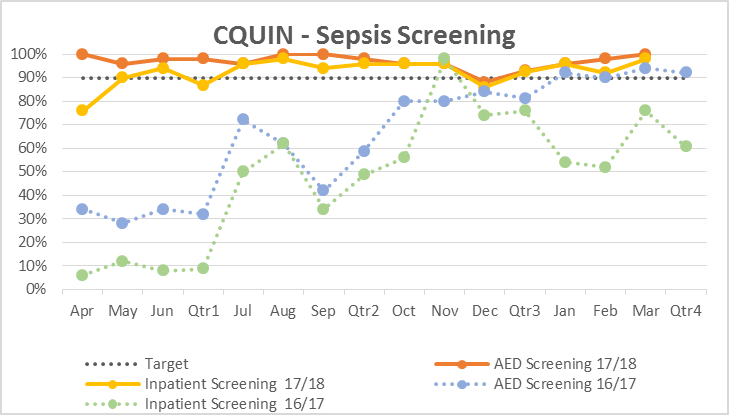 CQUIN - Sepsis Screening
100%
90%
80%
70%
60%
50%
40%
30%
20%
10%
0%
Apr May Jun Qtr1 Jul Aug Sep Qtr2 Oct Nov Dec Qtr3 Jan Feb Mar Qtr4
Target AED Screening 17/18
Inpatient Screening 17/18 AED Screening 16/17
Inpatient Screening 16/17